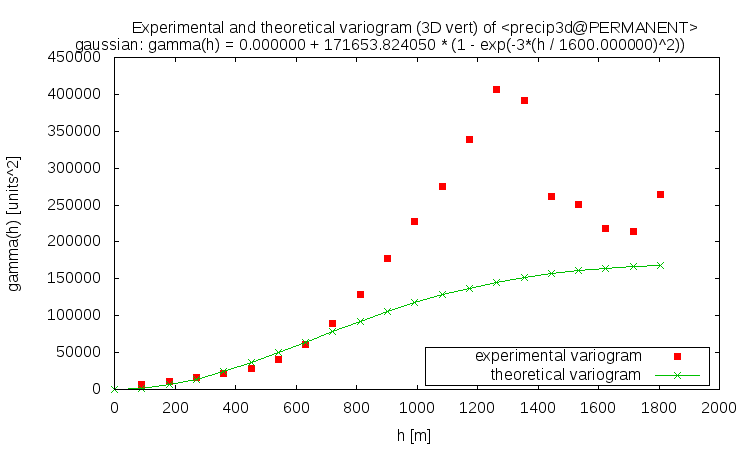 Experimental and theoretical variogram (3D vert) of <precip3d@PERMANENT>
gaussian: gamma(h) = 0.000000 + 171653.824050 * (1 - exp(-3*(h / 1600.000000)^2))
450000
400000
350000
300000
250000
200000
150000
100000
50000
0
gamma(h) [units^2]
experimental variogram
theoretical variogram
0 200 400 600 800 1000 1200 1400 1600 1800 2000
h [m]